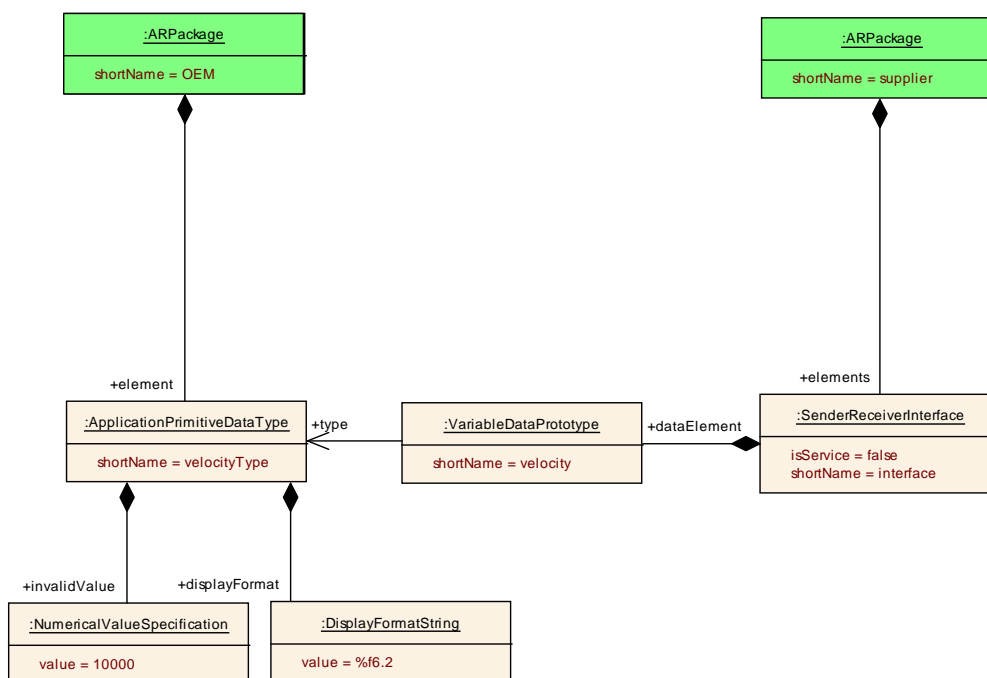 :ARPackage
shortName = OEM
:ARPackage
shortName = supplier
+element
+elements
:ApplicationPrimitiveDataType
shortName = velocityType
+type
:VariableDataPrototype
shortName = velocity
+dataElement
:SenderReceiverInterface
isService = false
shortName = interface
+invalidValue
+displayFormat
:NumericalValueSpecification
value = 10000
:DisplayFormatString
value = %f6.2